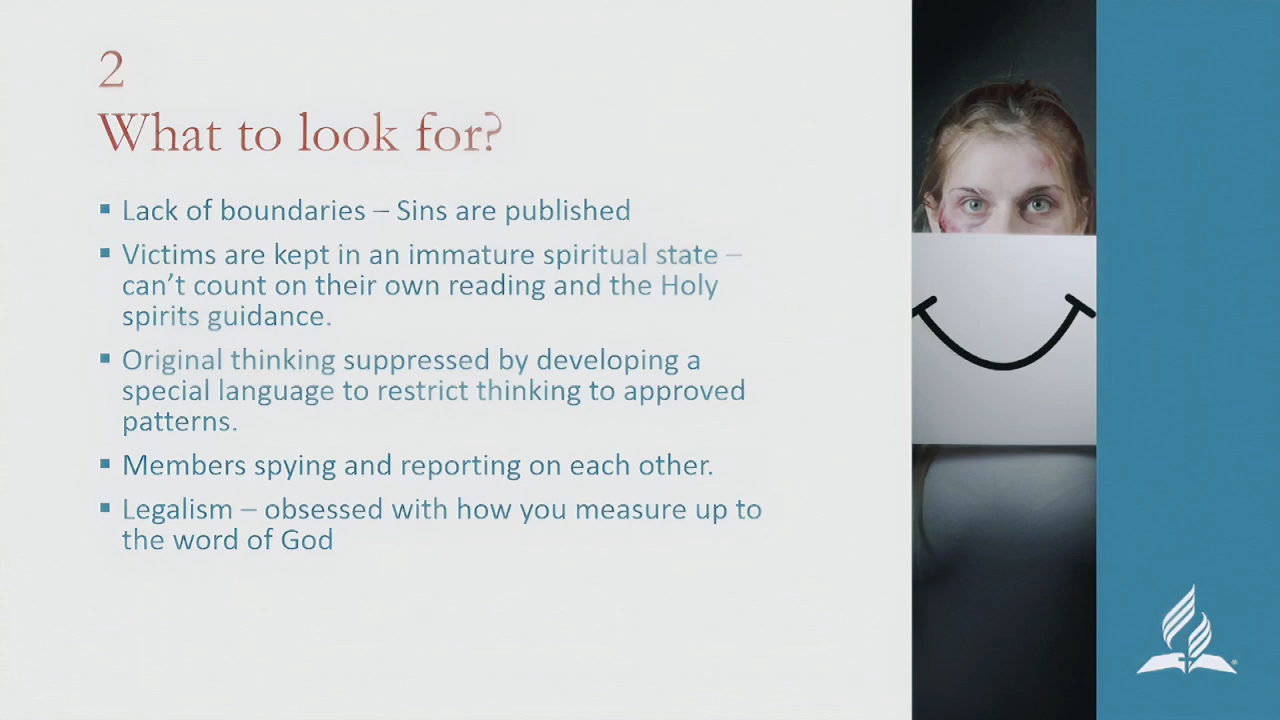 2
What to look for?
▪ Lack of boundaries – Sins are published
▪ Victims are kept in an immature spiritual state –
can't count on their own reading and the Holy
spirits guidance.
▪ Original thinking suppressed by developing a
special language to restrict thinking to approved
patterns.
▪ Members spying and reporting on each other.
▪ Legalism – obsessed with how you measure up to
the word of God